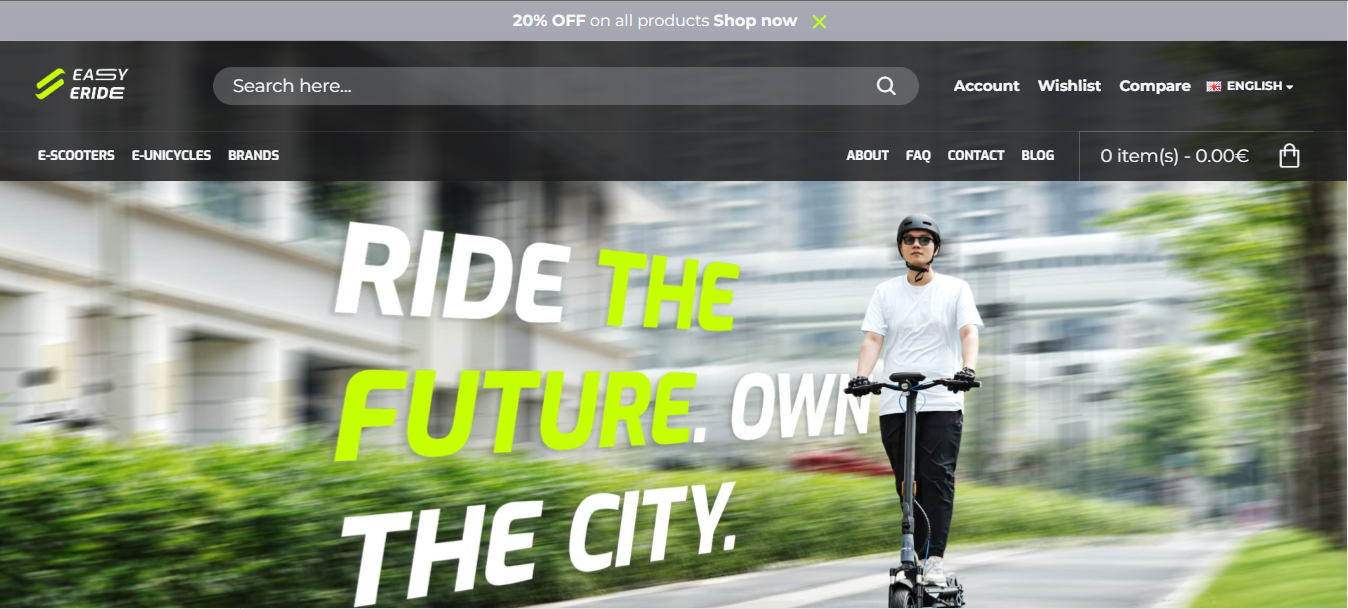 20% OFF on all products Shop now
EASY
ERIDE
Search here...
Account Wishlist Compare ENGLISH
E-SCOOTERS E-UNICYCLES BRANDS ABOUT FAQ CONTACT BLOG 0 item(s) - 0.00€
RIDE THE
FUTURE. OWN
THE CITY.